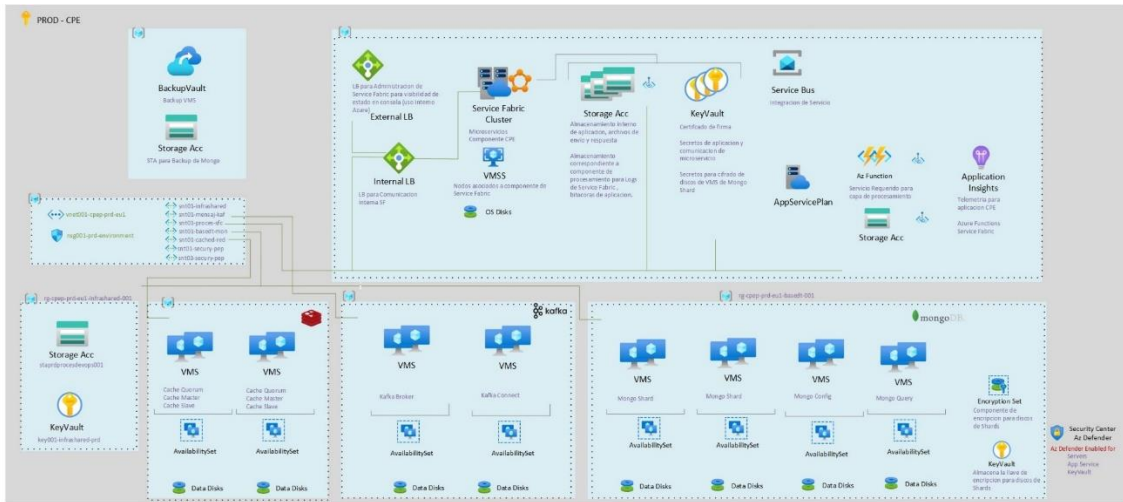 PROD - CPE
BackupVault
Backup VMS
Storage Acc
STA para Backup de Mongo
LB para Administracion de
Service Fabric para visibilidad de
estado en consola (uso Interno
Azure)
External LB
Internal LB
LB para Comunicacion
interna SF
Service Fabric
Cluster
Microservicios
Componente CPE
VMSS
Nodos asociados a componente de
Service Fabric
OS Disks
Storage Acc
Almacenamiento Interno
de aplicacion, archivos de
envio y respuesta
Almacenamiento
correspondiente a
componente de
procesamiento para Logs
de Service Fabric,
bitacoras de aplicacion.
KeyVault
Certificado de Firma
Secretos de aplicacion y
comunicacion de
microservicio
Secretos para cifrado de
discos de VMS de Mongo
Shard
Service Bus
Integracion de Servicio
AppServicePlan
Az Function
Servicio Requerido para
capa de procesamiento
Storage Acc
Application
Insights
Telemetria para
aplicacion CPE
Azure Functions
Service Fabric
snt01-infrashared
rg-cpep-prd-eu1-infrashared-001
Storage Acc
KeyVault
key001-infrashared-prd
VMS
Cache Quorum
Cache Master
Cache Slave
AvailabilitySet
Data Disks
VMS
Cache Quorum
Cache Master
Cache Slave
AvailabilitySet
Data Disks
kafka
VMS
Kafka Broker
AvailabilitySet
Data Disks
VMS
Kafka Connect
AvailabilitySet
Data Disks
mongoDB
VMS
Mongo Shard
AvailabilitySet
Data Disks
VMS
Mongo Shard
AvailabilitySet
Data Disks
VMS
Mongo Config
AvailabilitySet
Data Disks
VMS
Mongo Query
AvailabilitySet
Data Disks
Encryption Set
Componente de
encripcion para discos
de Shards
KeyVault
Almacena la llave de
encripcion para discos de
Shards
Security Center
Az Defender
Az Defender Enabled for
Servers
App Service
KeyVault